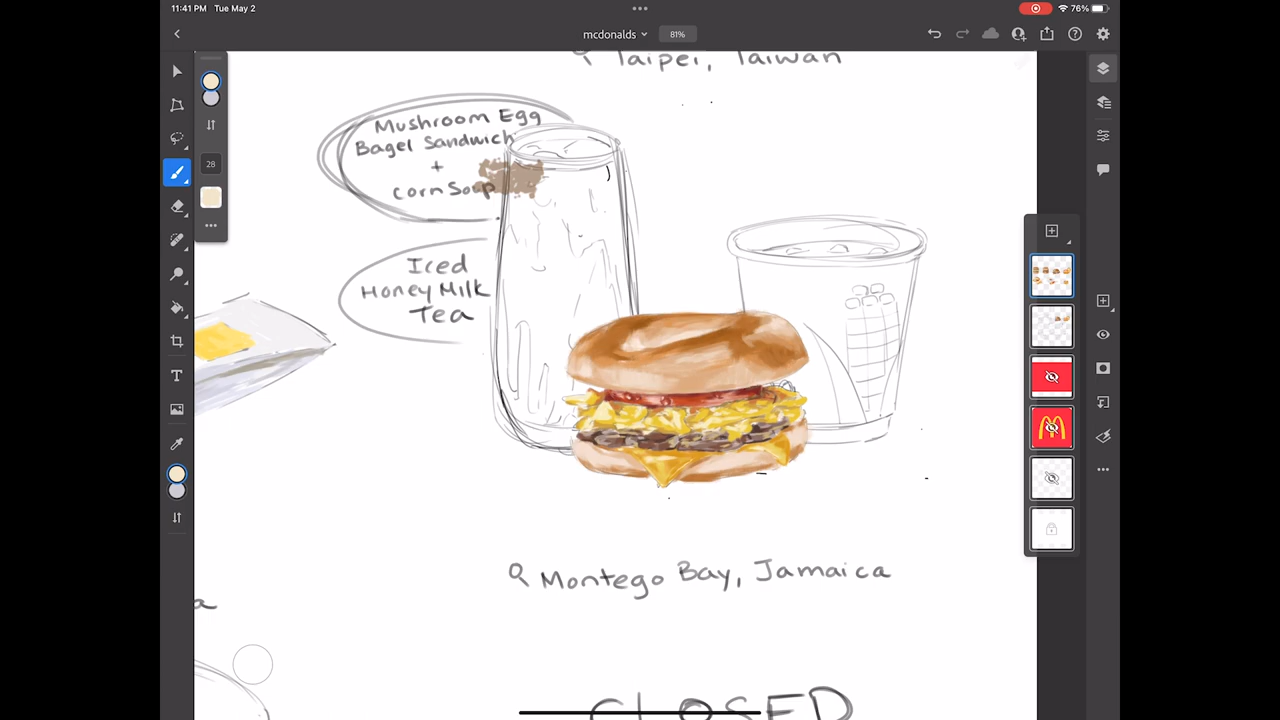 11:41 PM Tue May 2
76%
mcdonalds
81%
Taipei, Taiwan
Mushroom Egg
Bagel Sandwich
+
Corn Soup
28
Iced
Honey Milk
Tea
Montego Bay, Jamaica
a
CLOSED